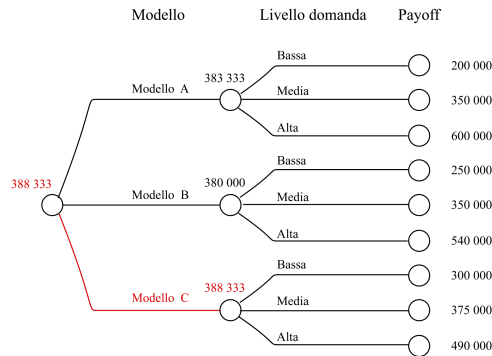 Modello Livello domanda Payoff
Bassa 200 000
383 333
Modello A Media 350 000
Alta 600 000
Bassa 250 000
388 333 380 000
Modello B Media 350 000
Alta 540 000
Bassa 300 000
388 333
Modello C Media 375 000
Alta 490 000